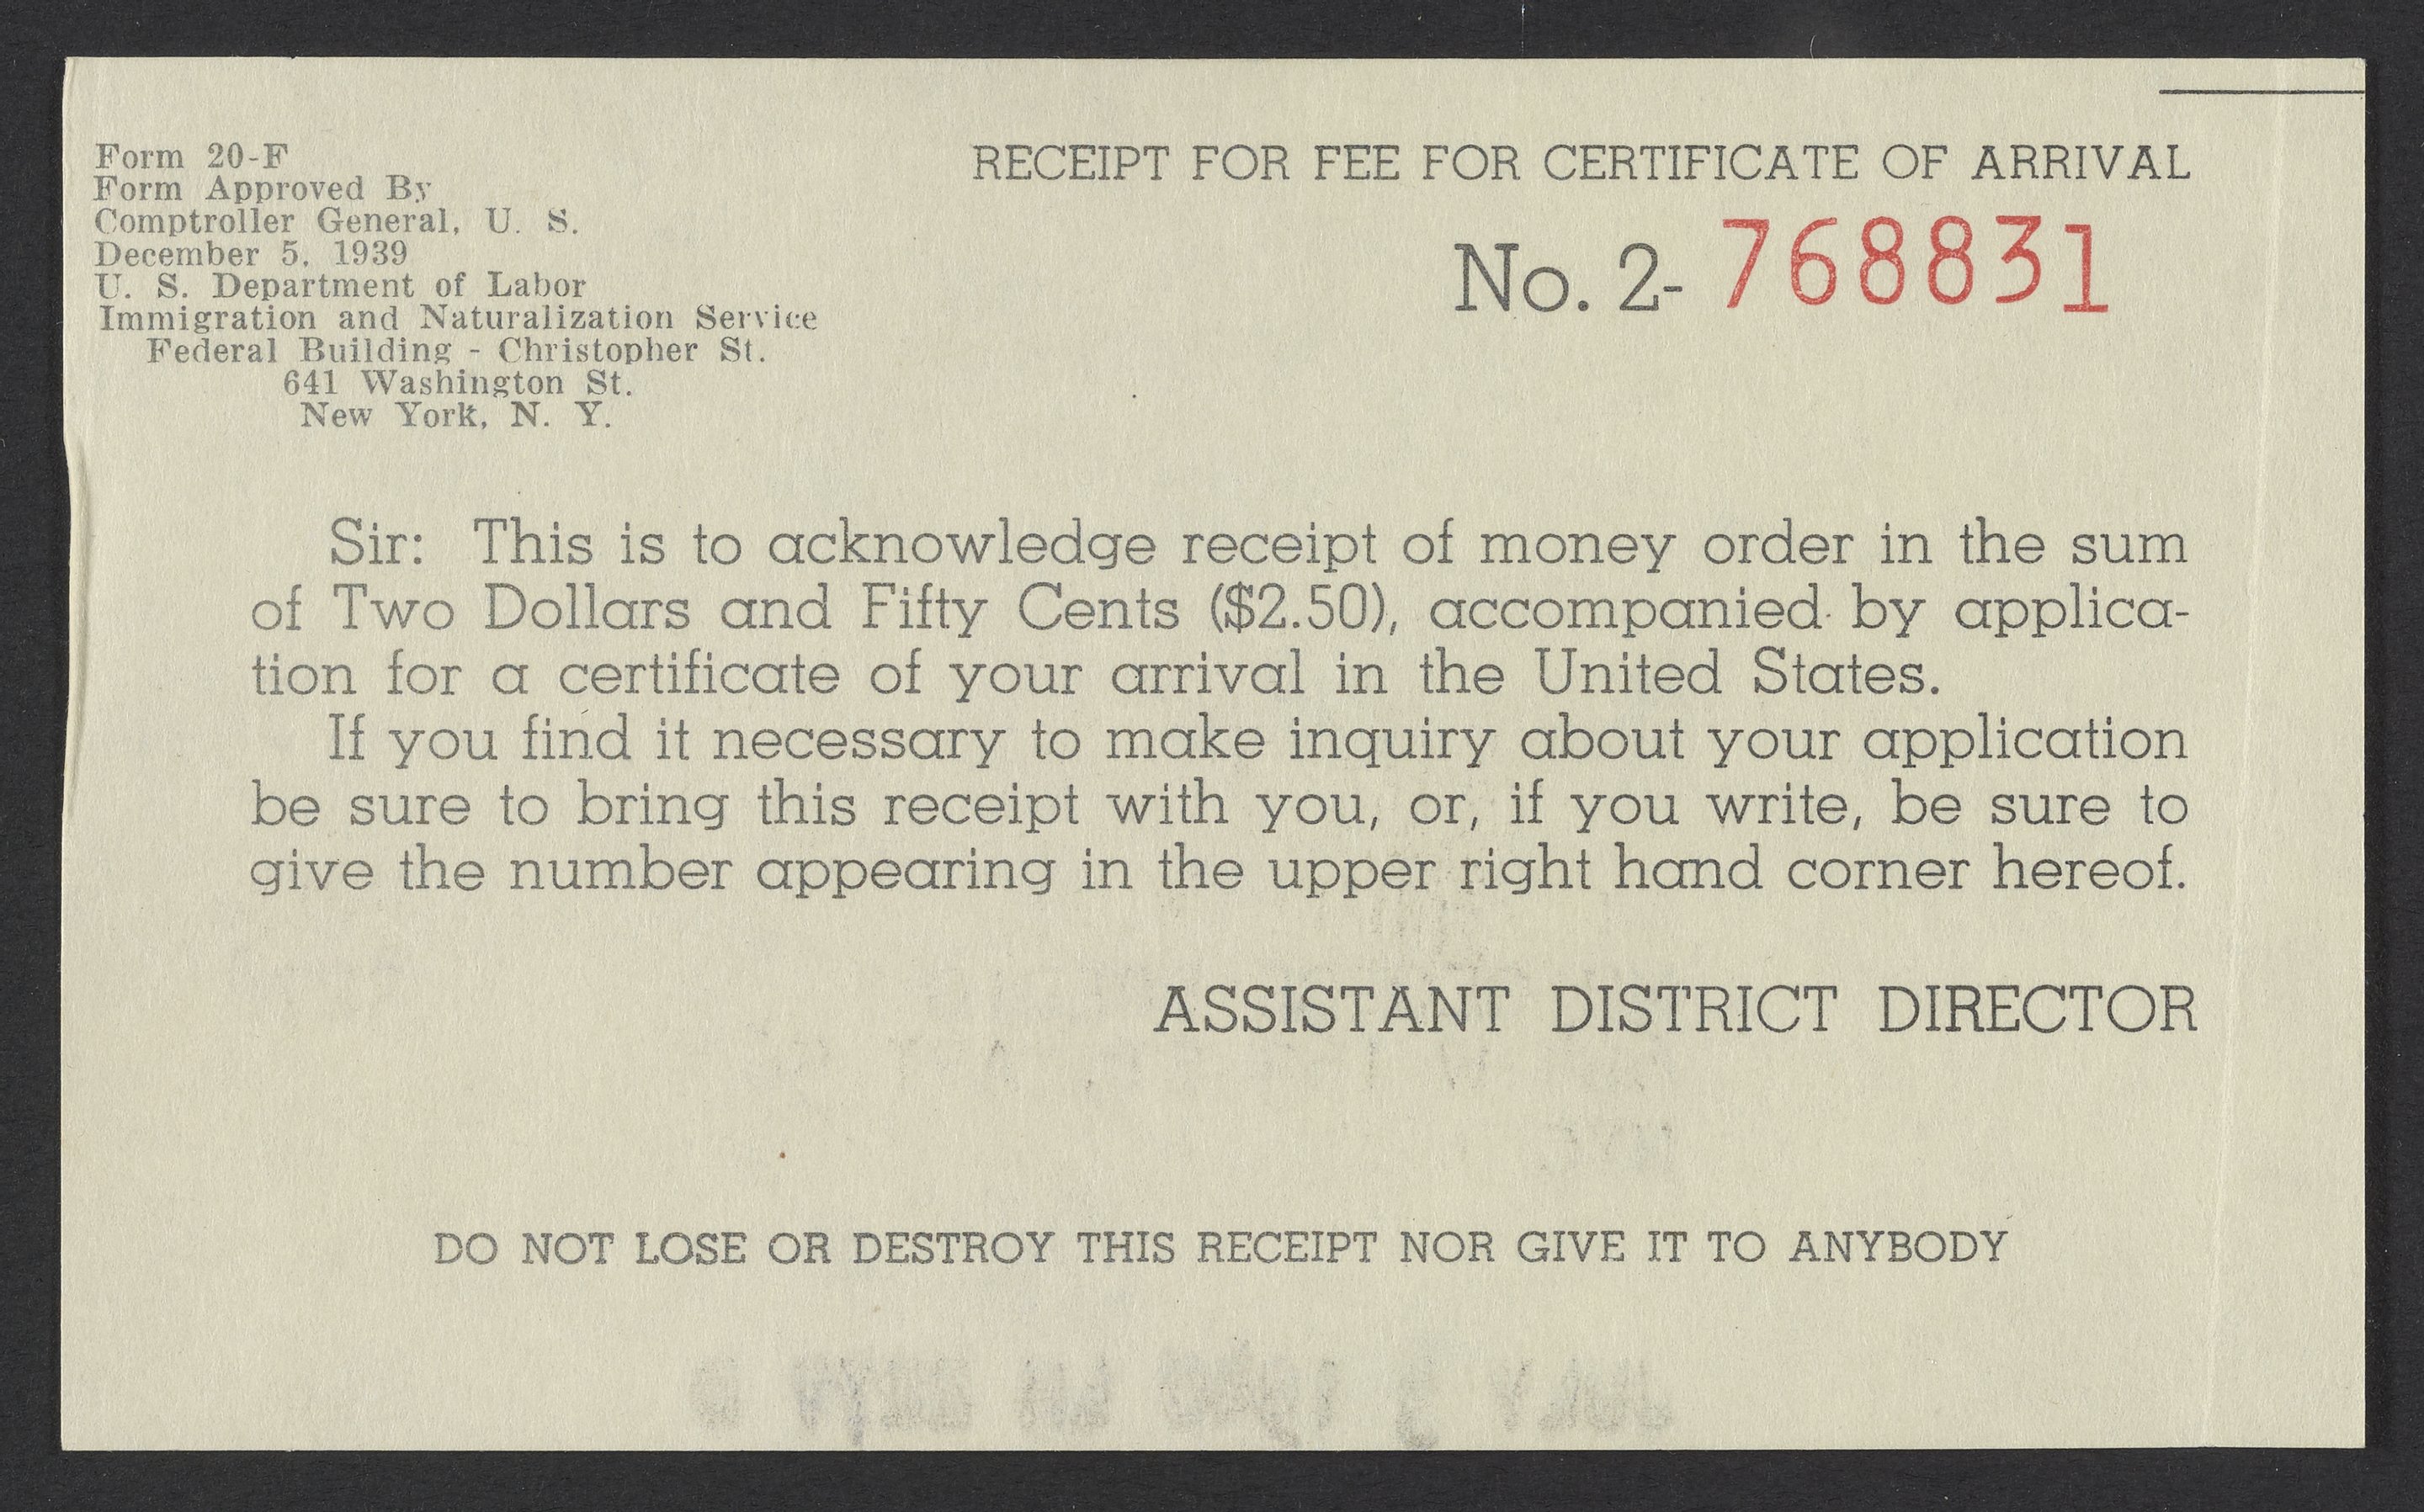 Form 20-F
Form Approved By
Comptroller General, U. S.
December 5, 1939
U. S. Department of Labor
Immigration and Naturalization Service
Federal Building - Christopher St.
641 Washington St.
New York, N. Y.
RECEIPT FOR FEE FOR CERTIFICATE OF ARRIVAL
No. 2- 768831
Sir: This is to acknowledge receipt of money order in the sum
of Two Dollars and Fifty Cents ($2.50), accompanied by applica-
tion for a certificate of your arrival in the United States.
If you find it necessary to make inquiry about your application
be sure to bring this receipt with you, or, if you write, be sure to
give the number appearing in the upper right hand corner hereof.
ASSISTANT DISTRICT DIRECTOR
DO NOT LOSE OR DESTROY THIS RECEIPT NOR GIVE IT TO ANYBODY